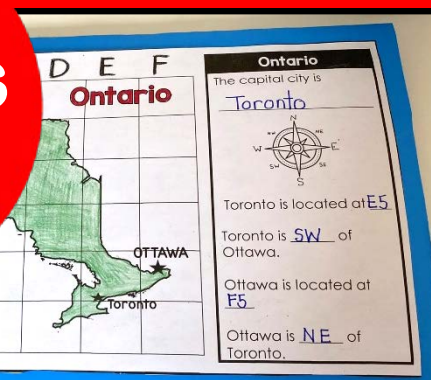 D E F
Ontario
OTTAWA
Toronto
Ontario
The capital city is
Toronto
N
NW NE
W E
SW SE
S
Toronto is located at E5
Toronto is SW of
Ottawa.
Ottawa is located at
F5
Ottawa is NE of
Toronto.